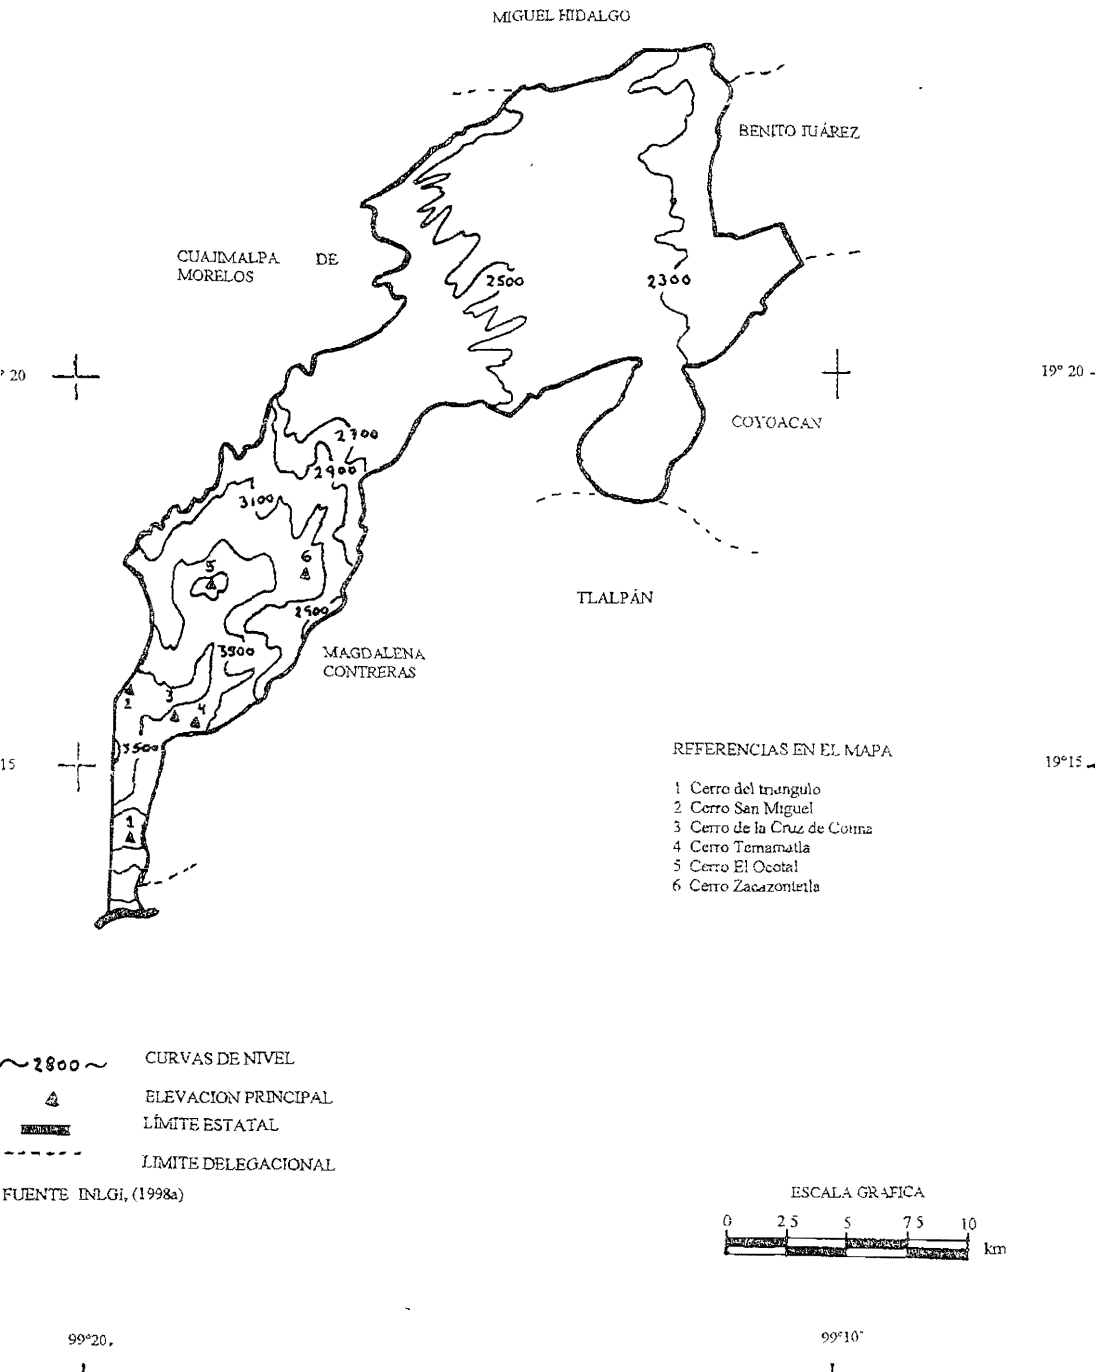 MIGUEL HIDALGO
BENITO JUÁREZ
CUAJIMALPA DE
MORELOS
2500
2300
° 20
19° 20
COYOACAN
2700
2900
3100
6
5
TLALPÁN
2900
3300
MAGDALENA
CONTRERAS
2
3
4
3500
15
19°15
1
REFERENCIAS EN EL MAPA
1 Cerro del triangulo
2 Cerro San Miguel
3 Cerro de la Cruz de
4 Cerro Temamatla
5 Cerro El Ocotal
6 Cerro Zacazontetla
2800
CURVAS DE NIVEL
ELEVACION PRINCIPAL
LÍMITE ESTATAL
LIMITE DELEGACIONAL
FUENTE INEGI, (1998a)
ESCALA GRAFICA
0 2 5 5 7 5 10
km
99°20,
99°10'